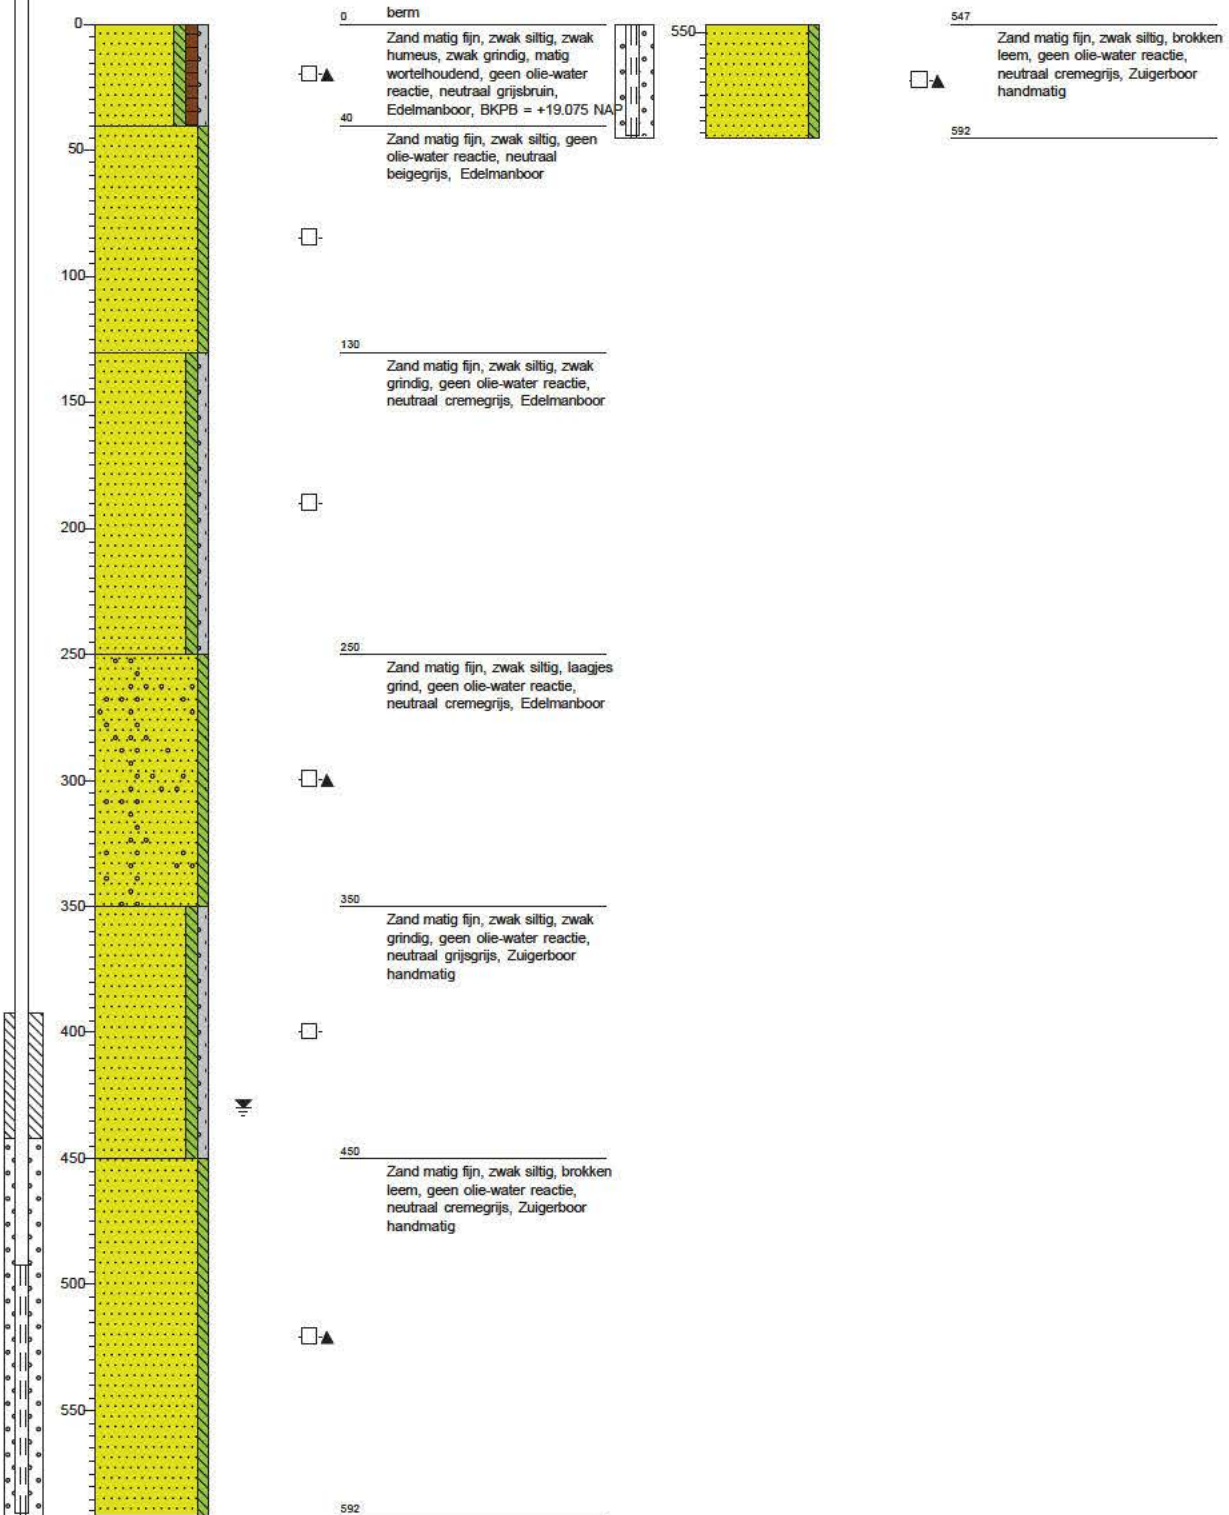 0
50
100
150
200
250
300
350
400
450
500
550
0
berm
Zand matig fijn, zwak siltig, zwak
humeus, zwak grindig, matig
wortelhoudend, geen olie-water
reactie, neutraal grijsbruin,
Edelmanboor, BKPB = +19.075 NAP
40
Zand matig fijn, zwak siltig, geen
olie-water reactie, neutraal
beigegrijs, Edelmanboor
130
Zand matig fijn, zwak siltig, zwak
grindig, geen olie-water reactie,
neutraal cremegrijs, Edelmanboor
250
Zand matig fijn, zwak siltig, laagjes
grind, geen olie-water reactie,
neutraal cremegrijs, Edelmanboor
350
Zand matig fijn, zwak siltig, zwak
grindig, geen olie-water reactie,
neutraal grijsgrijs, Zuigerboor
handmatig
450
Zand matig fijn, zwak siltig, brokken
leem, geen olie-water reactie,
neutraal cremegrijs, Zuigerboor
handmatig
592
550
547
Zand matig fijn, zwak siltig, brokken
leem, geen olie-water reactie,
neutraal cremegrijs, Zuigerboor
handmatig
592